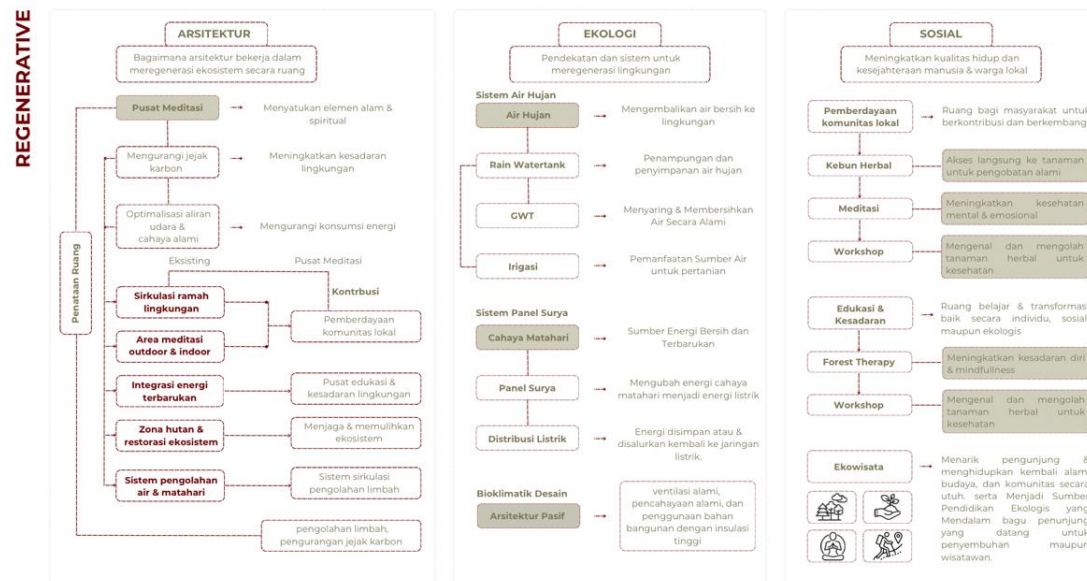 REGENERATIVE
ARSITEKTUR
Bagaimana arsitektur bekerja dalam
meregenerasi ekosistem secara ruang
Pusat Meditasi
Menyatukan elemen alam &
spiritual
Mengurangi jejak
karbon
Meningkatkan kesadaran
lingkungan
Optimalisasi aliran
udara &
cahaya alami
Mengurangi konsumsi energi
Penataan Ruang
Eksisting
Pusat Meditasi
Kontrbusi
Sirkulasi ramah
lingkungan
Area meditasi
outdoor & indoor
Pemberdayaan
komunitas lokal
Integrasi energi
terbarukan
Pusat edukasi &
kesadaran lingkungan
Zona hutan &
restorasi ekosistem
Menjaga & memulihkan
ekosistem
Sistem pengolahan
air & matahari
Sistem sirkulasi
pengolahan limbah
pengolahan limbah,
pengurangan jejak karbon
EKOLOGI
Pendekatan dan sistem untuk
meregenerasi lingkungan
Sistem Air Hujan
Air Hujan
Mengembalikan air bersih ke
lingkungan
Rain Watertank
Penampungan dan
penyimpanan air hujan
GWT
Menyaring & Membersihkan
Air Secara Alami
Irigasi
Pemanfaatan Sumber Air
untuk pertanian
Sistem Panel Surya
Cahaya Matahari
Sumber Energi Bersih dan
Terbarukan
Panel Surya
Mengubah energi cahaya
matahari menjadi energi listrik
Distribusi Listrik
Energi disimpan atau &
disalurkan kembali ke jaringan
listrik.
Bioklimatik Desain
Arsitektur Pasif
ventilasi alami,
pencahayaan alami, dan
penggunaan bahan
bangunan dengan insulasi
tinggi
SOSIAL
Meningkatkan kualitas hidup dan
kesejahteraan manusia & warga lokal
Pemberdayaan
komunitas lokal
Ruang bagi masyarakat untuk
berkontribusi dan berkembang
Kebun Herbal
Akses langsung ke tanaman
untuk pengobatan alami
Meditasi
Meningkatkan kesehatan
mental & emosional
Workshop
Mengenal dan mengolah
tanaman herbal untuk
kesehatan
Edukasi &
Kesadaran
Ruang belajar & transformasi
baik secara individu, sosial
maupun ekologis
Forest Therapy
Meningkatkan kesadaran diri
& mindfullness
Workshop
Mengenal dan mengolah
tanaman herbal untuk
kesehatan
Ekowisata
Menarik pengunjung &
menghidupkan kembali alam
budaya, dan komunitas secara
utuh. serta Menjadi Sumber
Pendidikan Ekologis yang
Mendalam bagu penunjung
yang datang untuk
penyembuhan maupun
wisatawan.